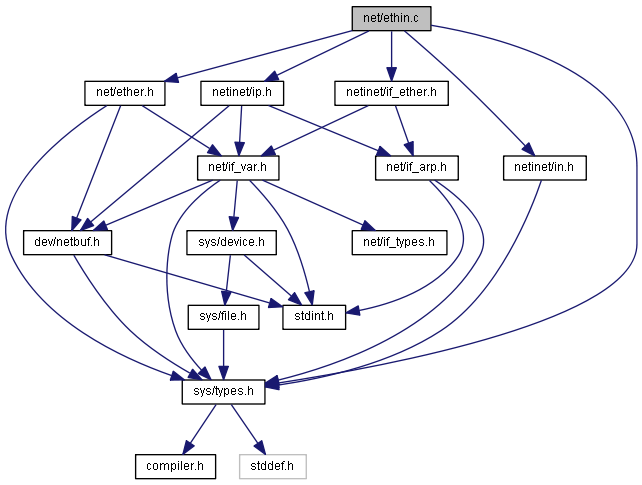 net/ethin.c
net/ether.h
netinet/ip.h
netinet/if_ether.h
net/if_var.h
net/if_arp.h
netinet/in.h
dev/netbuf.h
sys/device.h
net/if_types.h
sys/file.h
stdint.h
sys/types.h
compiler.h
stddef.h